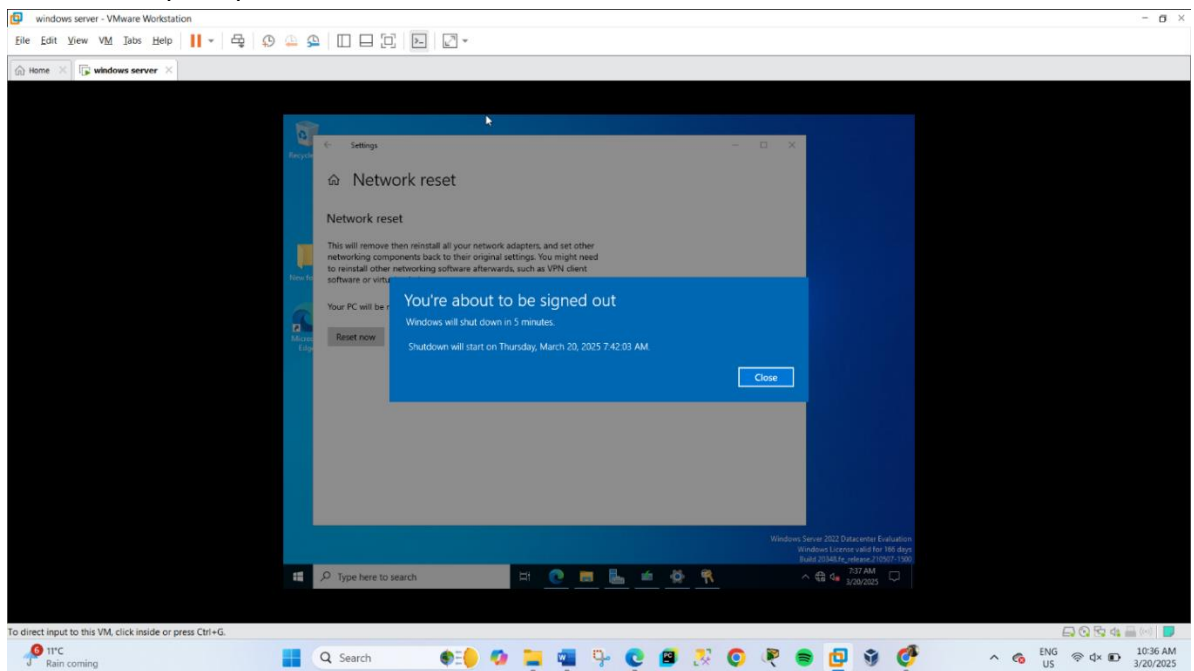 windows server - VMware Workstation
File Edit View VM Tabs Help
Home
windows server
Settings
Network reset
Network reset
This will remove then reinstall all your network adapters, and set other
networking components back to their original settings. You might need
to reinstall other networking software afterwards, such as VPN client
software or
Your PC will be
Reset now
You're about to be signed out
Windows will shut down in 5 minutes.
Shutdown will start on Thursday, March 20, 2025 7:42:03 AM.
Close
Windows Server 2022 Datacenter Evaluation
Windows License valid for 166 days
Build 20348.fe_release.210507-1500
Type here to search
7:37 AM
3/20/2025
To direct input to this VM, click inside or press Ctrl+G.
6
11°C
Rain coming
Search
ENG
US
10:36 AM
3/20/2025